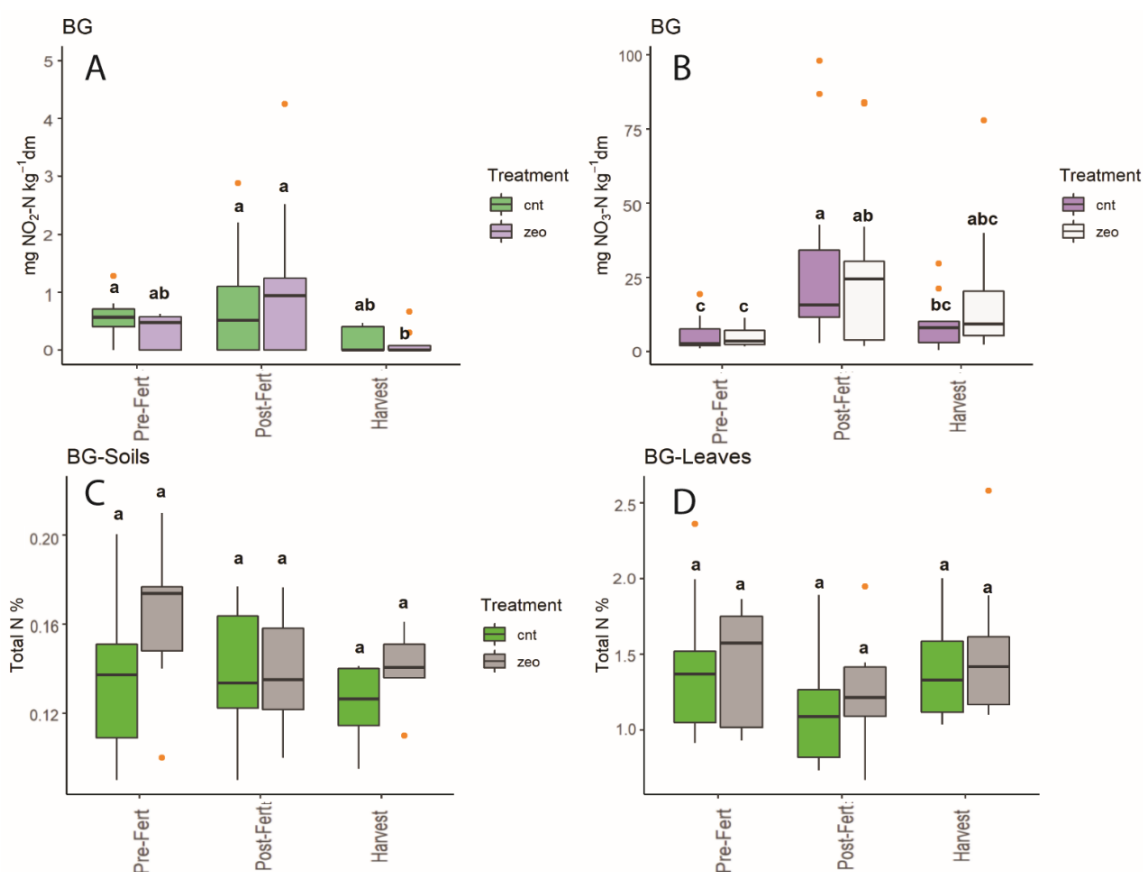 BG
A
mg NO₂-N kg⁻¹dm
5
4
3
2
1
0
a
ab
a
a
ab
b
Pre-Fert
Post-Fert
Harvest
Treatment
cnt
zeo
BG
B
mg NO₃-N kg⁻¹dm
100
75
50
25
0
c
c
a
ab
bc
abc
Pre-Fert
Post-Fert
Harvest
Treatment
cnt
zeo
BG-Soils
C
Total N %
0.20
0.16
0.12
a
a
a
a
a
a
Pre-Fert
Post-Fert:
Harvest
Treatment
cnt
zeo
BG-Leaves
D
Total N %
2.5
2.0
1.5
1.0
a
a
a
a
a
a
Pre-Fert
Post-Fert:
Harvest